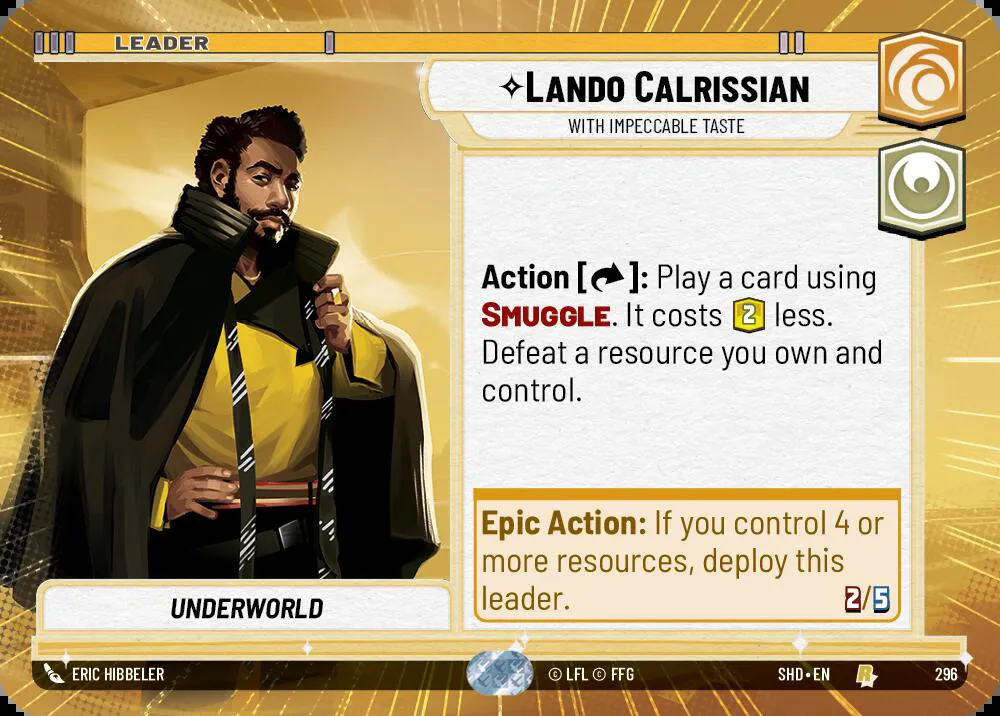 LEADER
✧LANDO CALRISSIAN
WITH IMPECCABLE TASTE
Action [↷]: Play a card using
SMUGGLE. It costs 2 less.
Defeat a resource you own and
control.
Epic Action: If you control 4 or
more resources, deploy this
leader.
2/5
UNDERWORLD
ERIC HIBBELER
© LFL © FFG
SHD•EN
R
296